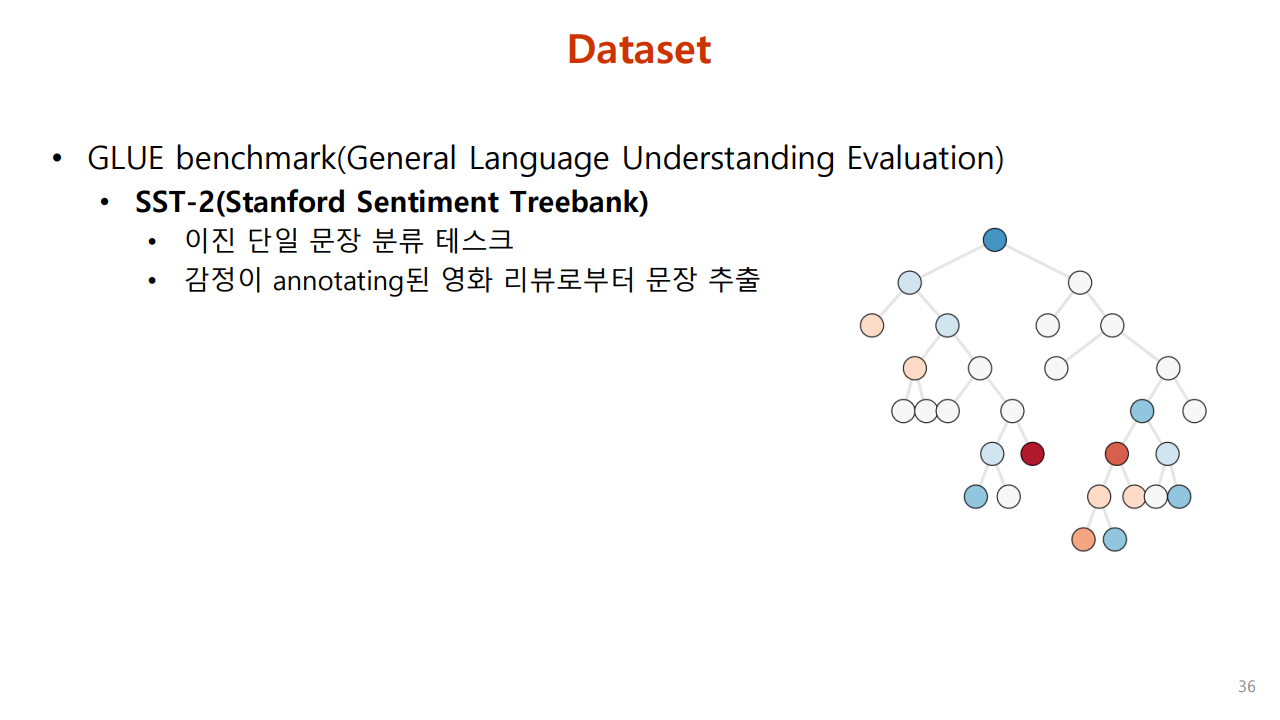 Dataset
• GLUE benchmark(General Language Understanding Evaluation)
• SST-2(Stanford Sentiment Treebank)
• 이진 단일 문장 분류 테스크
• 감정이 annotating된 영화 리뷰로부터 문장 추출
36